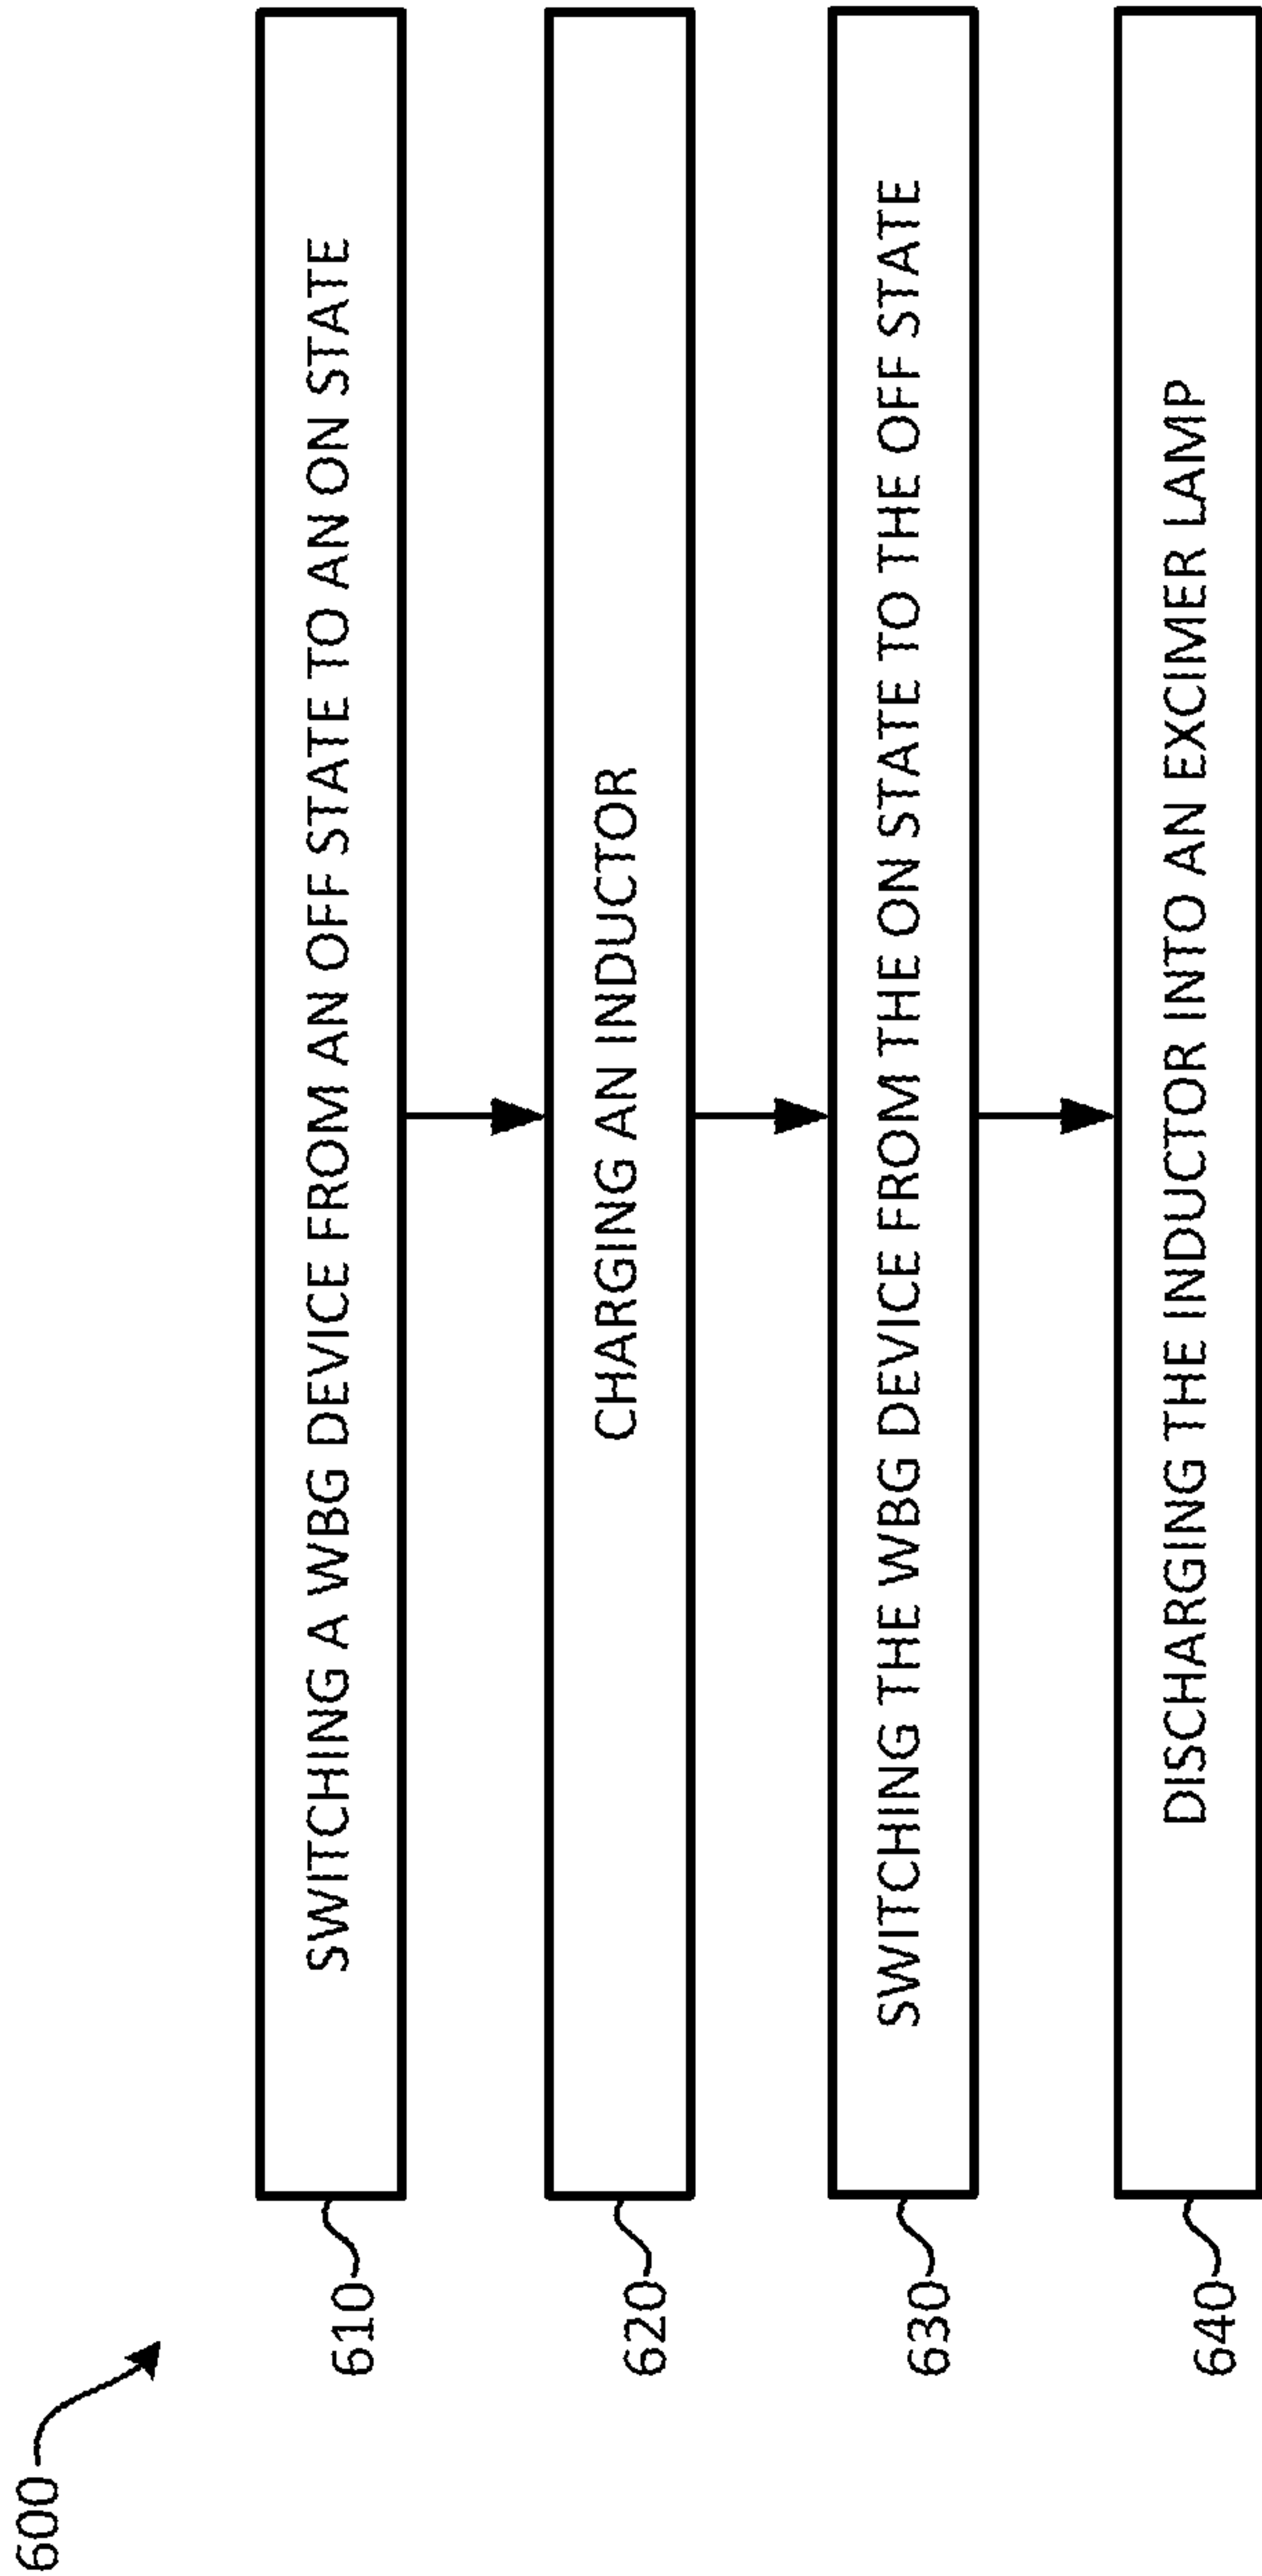 600
610
SWITCHING A WBG DEVICE FROM AN OFF STATE TO AN ON STATE
620
CHARGING AN INDUCTOR
630
SWITCHING THE WBG DEVICE FROM THE ON STATE TO THE OFF STATE
640
DISCHARGING THE INDUCTOR INTO AN EXCIMER LAMP